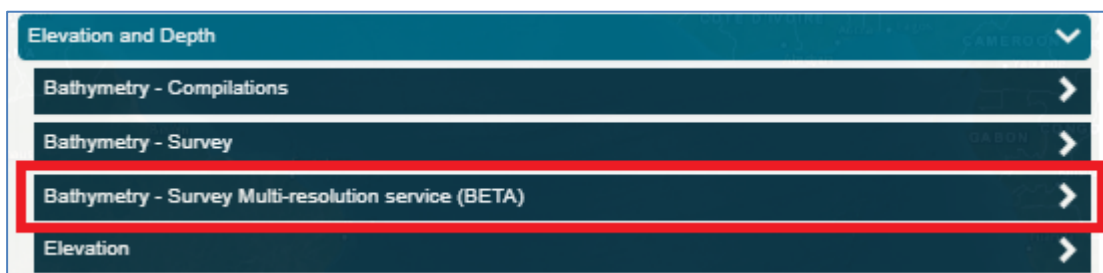 Elevation and Depth
Bathymetry - Compilations
Bathymetry - Survey
Bathymetry - Survey Multi-resolution service (BETA)
Elevation